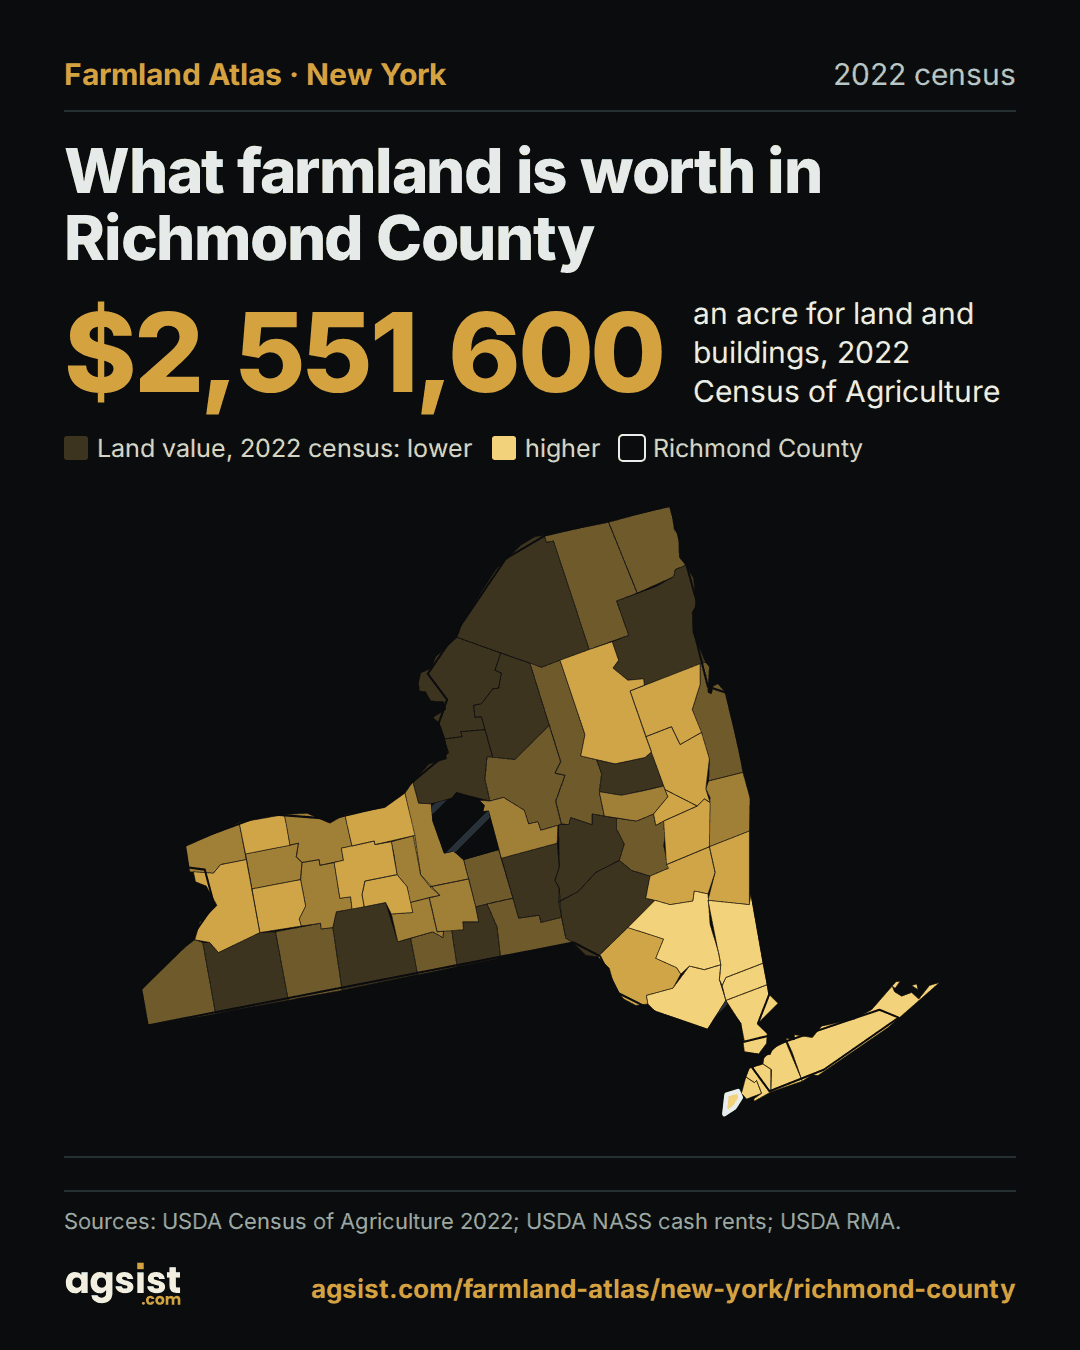 Farmland Atlas · New York
2022 census
What farmland is worth in
Richmond County
$2,551,600
an acre for land and
buildings, 2022
Census of Agriculture
Land value, 2022 census: lower
higher
Richmond County
Sources: USDA Census of Agriculture 2022; USDA NASS cash rents; USDA RMA.
agsist
.com
agsist.com/farmland-atlas/new-york/richmond-county